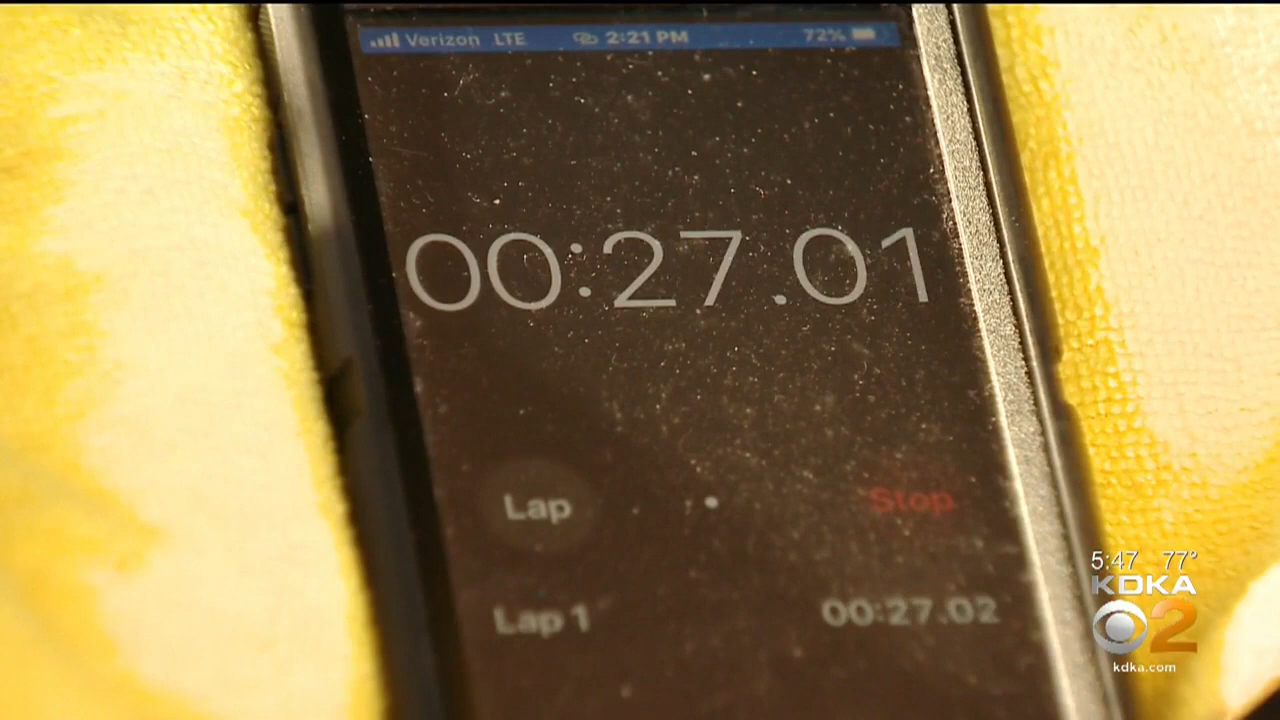 Verizon LTE 2:21 PM 72%
00:27.01
Lap Stop
Lap 1 00:27.02
5:47 77°
KDKA
2
kdka.com